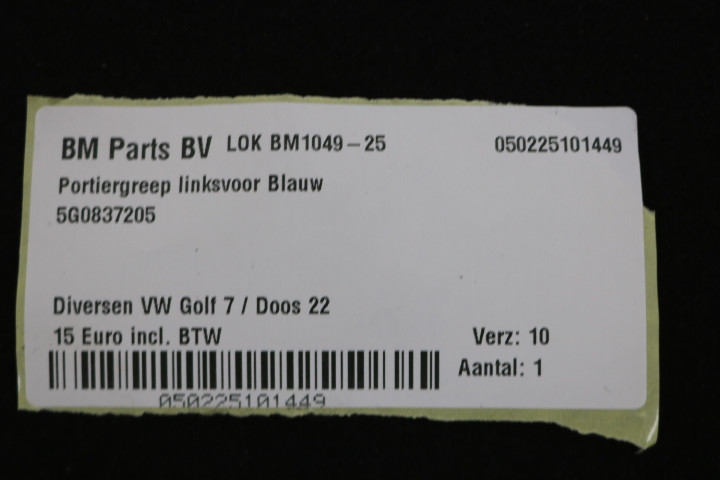 BM Parts BV LOK BM1049-25 050225101449
Portiergreep linksvoor Blauw
5G0837205
Diversen VW Golf 7 / Doos 22
15 Euro incl. BTW Verz: 10
Aantal: 1
050225101449